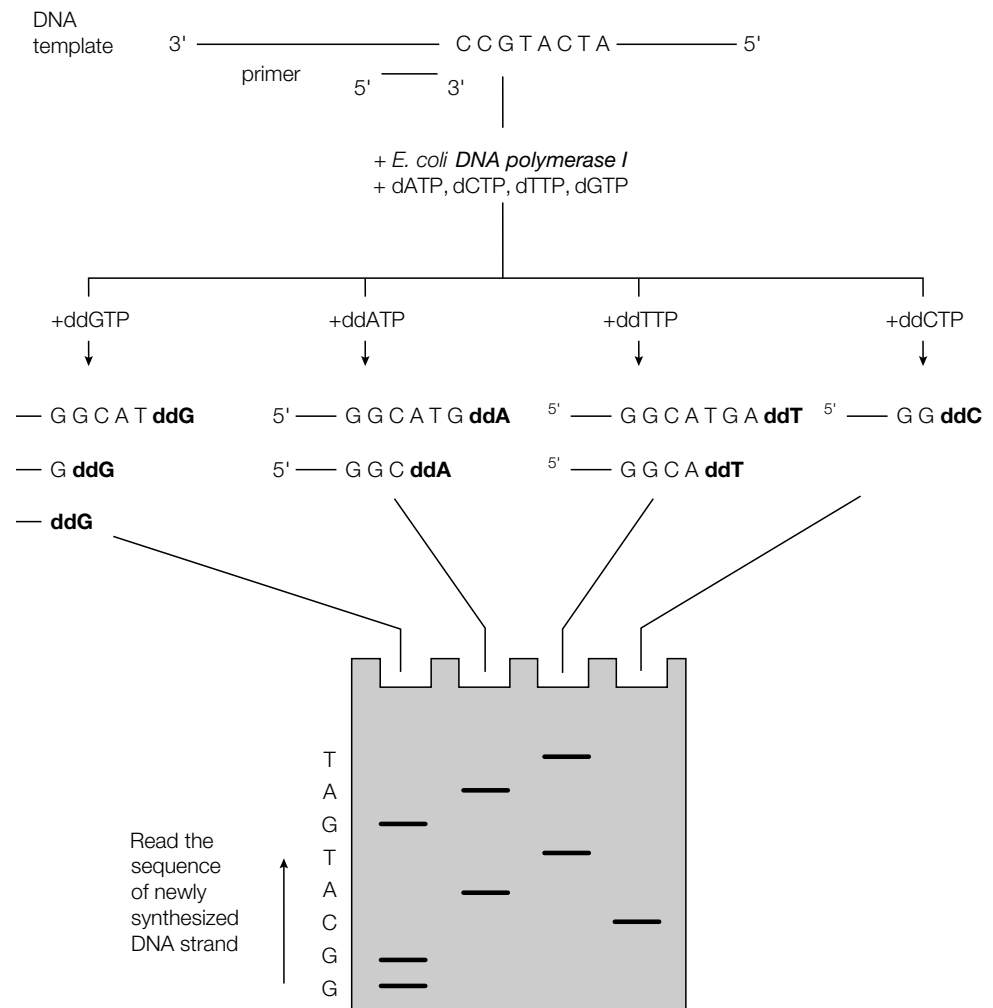 DNA
template
3' C C G T A C T A 5'
primer
5' 3'
+ E. coli DNA polymerase I
+ dATP, dCTP, dTTP, dGTP
+ddGTP +ddATP +ddTTP +ddCTP
G G C A T ddG 5' G G C A T G ddA 5' G G C A T G A ddT 5' G G ddC
G ddG 5' G G C ddA 5' G G C A ddT
ddG
T
A
G
T
A
C
G
G
Read the
sequence
of newly
synthesized
DNA strand